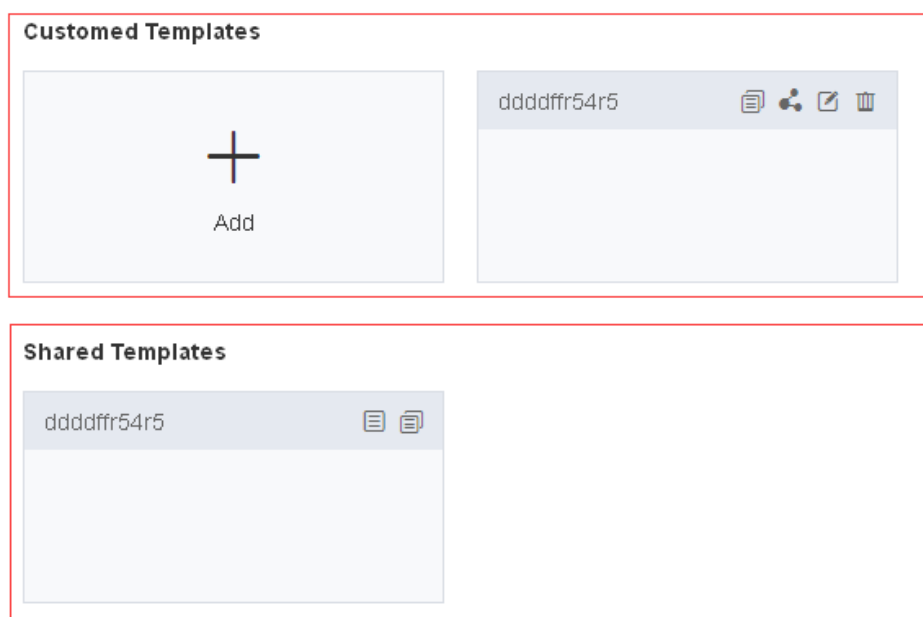 Customed Templates
ddddffr54r5
Add
Shared Templates
ddddffr54r5